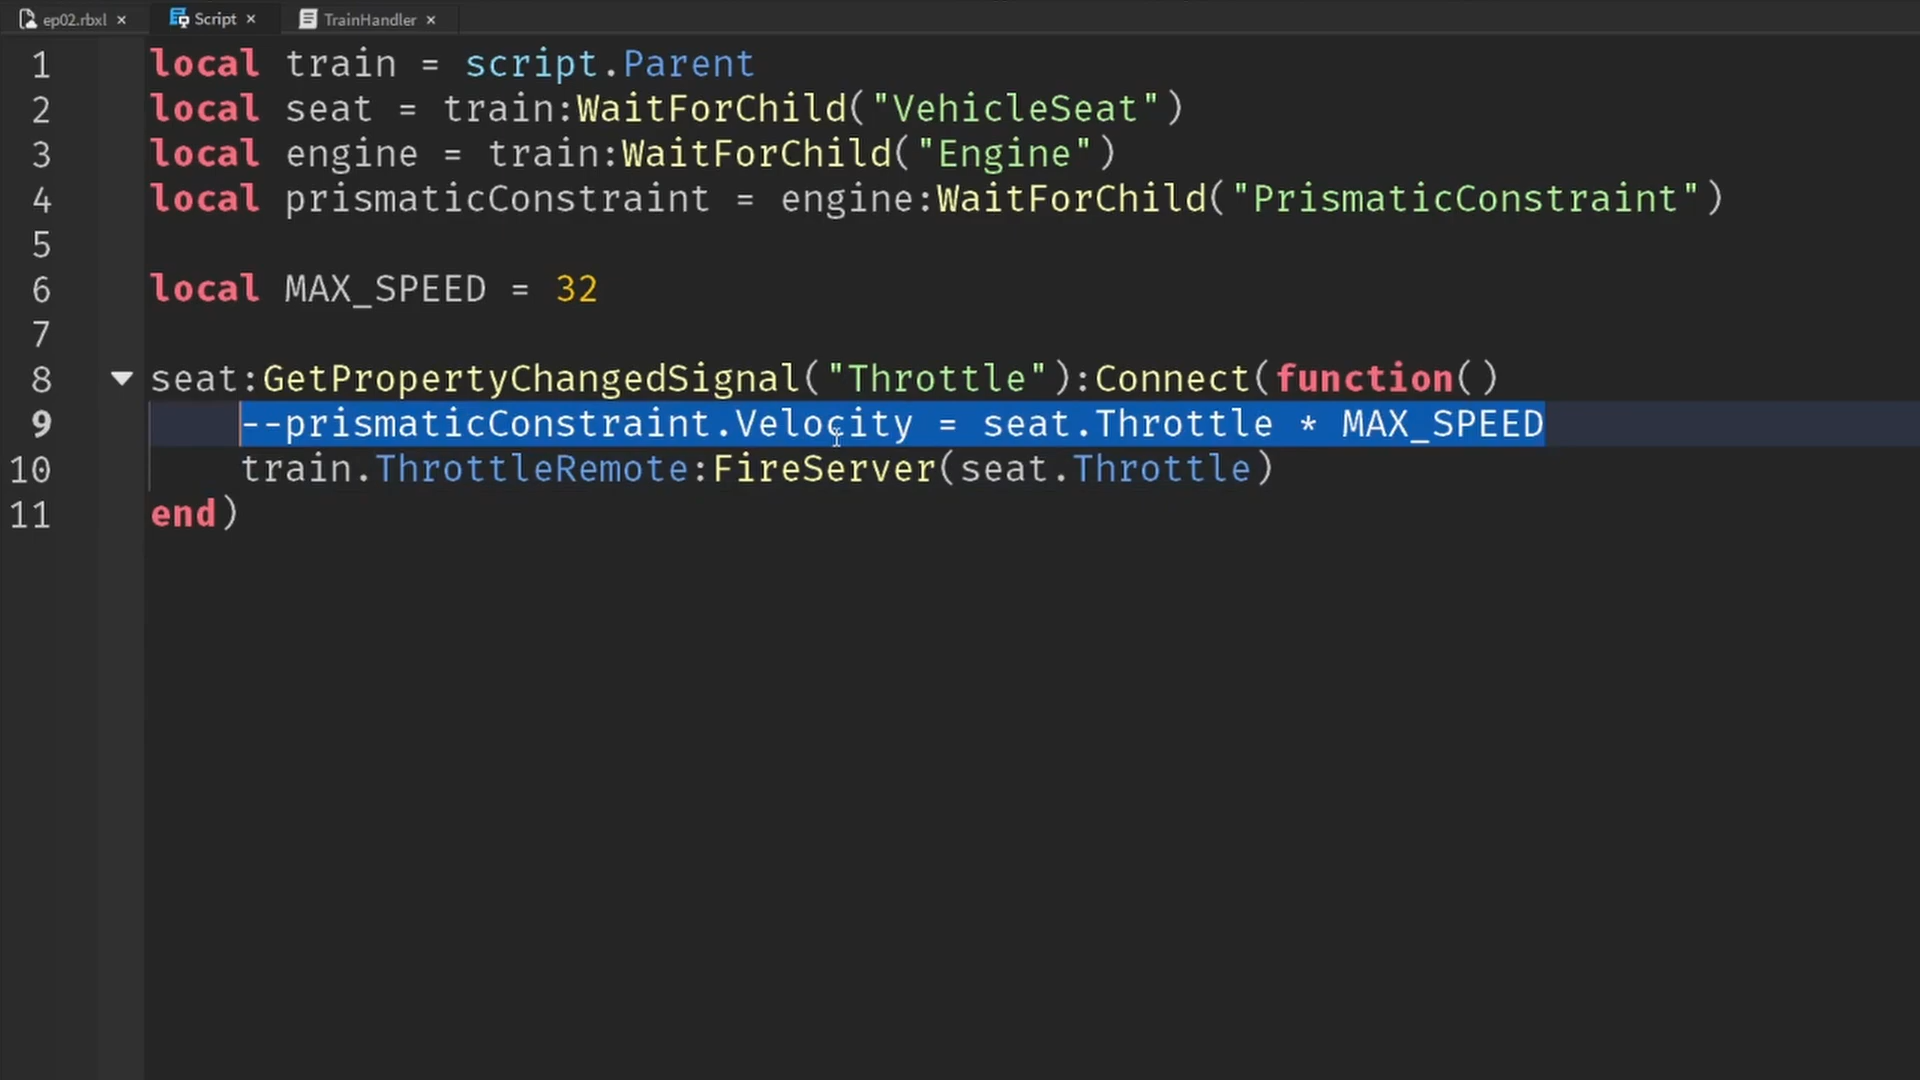 ep02.rbxl × Script × TrainHandler ×
1 local train = script.Parent
2 local seat = train:WaitForChild("VehicleSeat")
3 local engine = train:WaitForChild("Engine")
4 local prismaticConstraint = engine:WaitForChild("PrismaticConstraint")
5
6 local MAX_SPEED = 32
7
8 seat:GetPropertyChangedSignal("Throttle"):Connect(function()
9 --prismaticConstraint.Velocity = seat.Throttle * MAX_SPEED
10 train.ThrottleRemote:FireServer(seat.Throttle)
11 end)